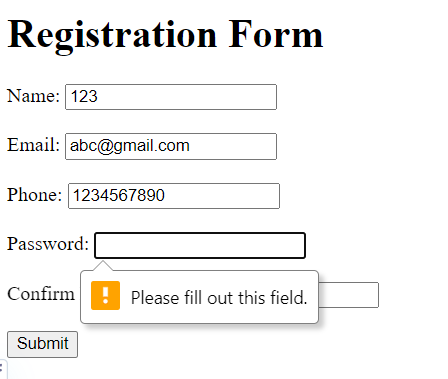 Registration Form
Name: 123
Email: abc@gmail.com
Phone: 1234567890
Password:
Confirm
Please fill out this field.
Submit